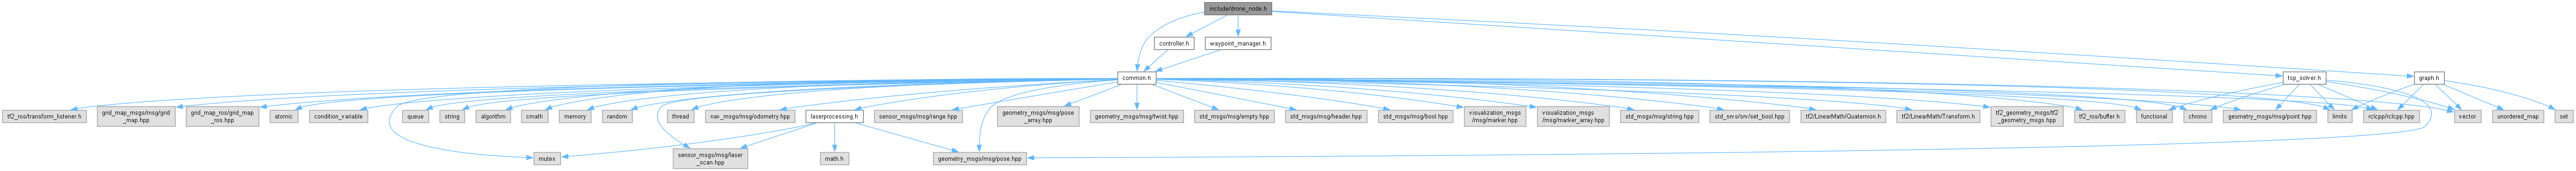 include/drone_node.h
controller.h
waypoint_manager.h
common.h
tsp_solver.h
graph.h
tf2_ros/transform_listener.h
grid_map_msgs/msg/grid
_map.hpp
grid_map_ros/grid_map
_ros.hpp
atomic
condition_variable
queue
string
algorithm
cmath
memory
random
thread
nav_msgs/msg/odometry.hpp
laserprocessing.h
sensor_msgs/msg/range.hpp
geometry_msgs/msg/pose
_array.hpp
geometry_msgs/msg/twist.hpp
std_msgs/msg/empty.hpp
std_msgs/msg/header.hpp
std_msgs/msg/bool.hpp
visualization_msgs
/msg/marker.hpp
visualization_msgs
/msg/marker_array.hpp
std_msgs/msg/string.hpp
std_srvs/srv/set_bool.hpp
tf2/LinearMath/Quaternion.h
tf2/LinearMath/Transform.h
tf2_geometry_msgs/tf2
_geometry_msgs.hpp
tf2_ros/buffer.h
functional
chrono
geometry_msgs/msg/point.hpp
limits
rclcpp/rclcpp.hpp
vector
unordered_map
set
mutex
sensor_msgs/msg/laser
_scan.hpp
math.h
geometry_msgs/msg/pose.hpp